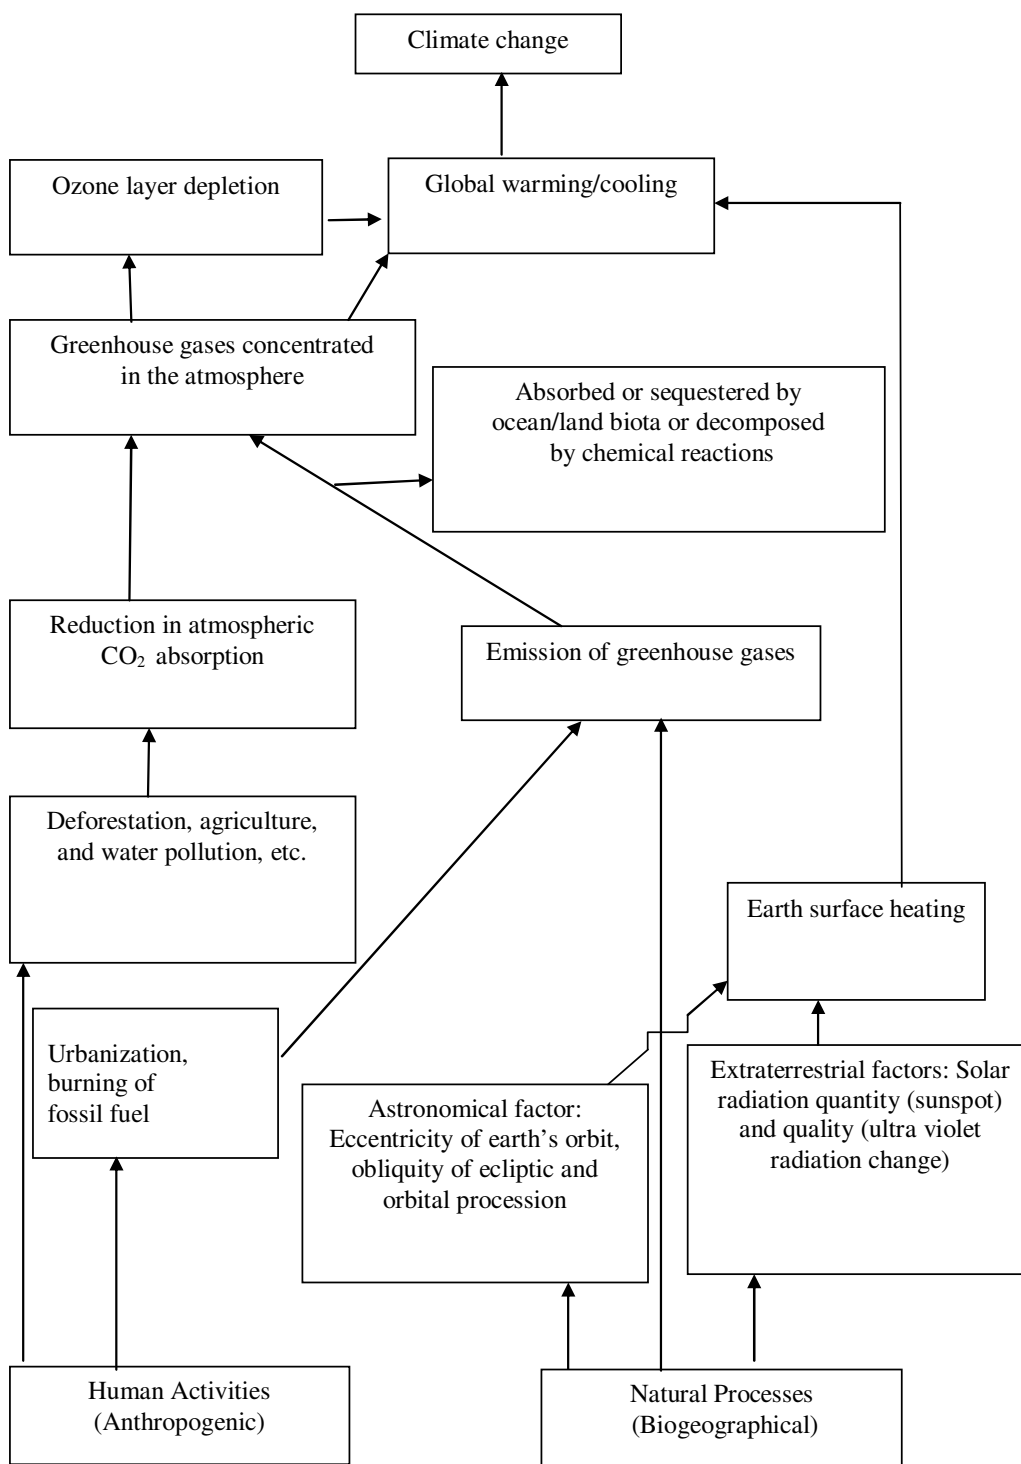 Climate change
Ozone layer depletion
Global warming/cooling
Greenhouse gases concentrated
in the atmosphere
Absorbed or sequestered by
ocean/land biota or decomposed
by chemical reactions
Reduction in atmospheric
CO₂ absorption
Emission of greenhouse gases
Deforestation, agriculture,
and water pollution, etc.
Earth surface heating
Urbanization,
burning of
fossil fuel
Astronomical factor:
Eccentricity of earth's orbit,
obliquity of ecliptic and
orbital procession
Extraterrestrial factors: Solar
radiation quantity (sunspot)
and quality (ultra violet
radiation change)
Human Activities
(Anthropogenic)
Natural Processes
(Biogeographical)